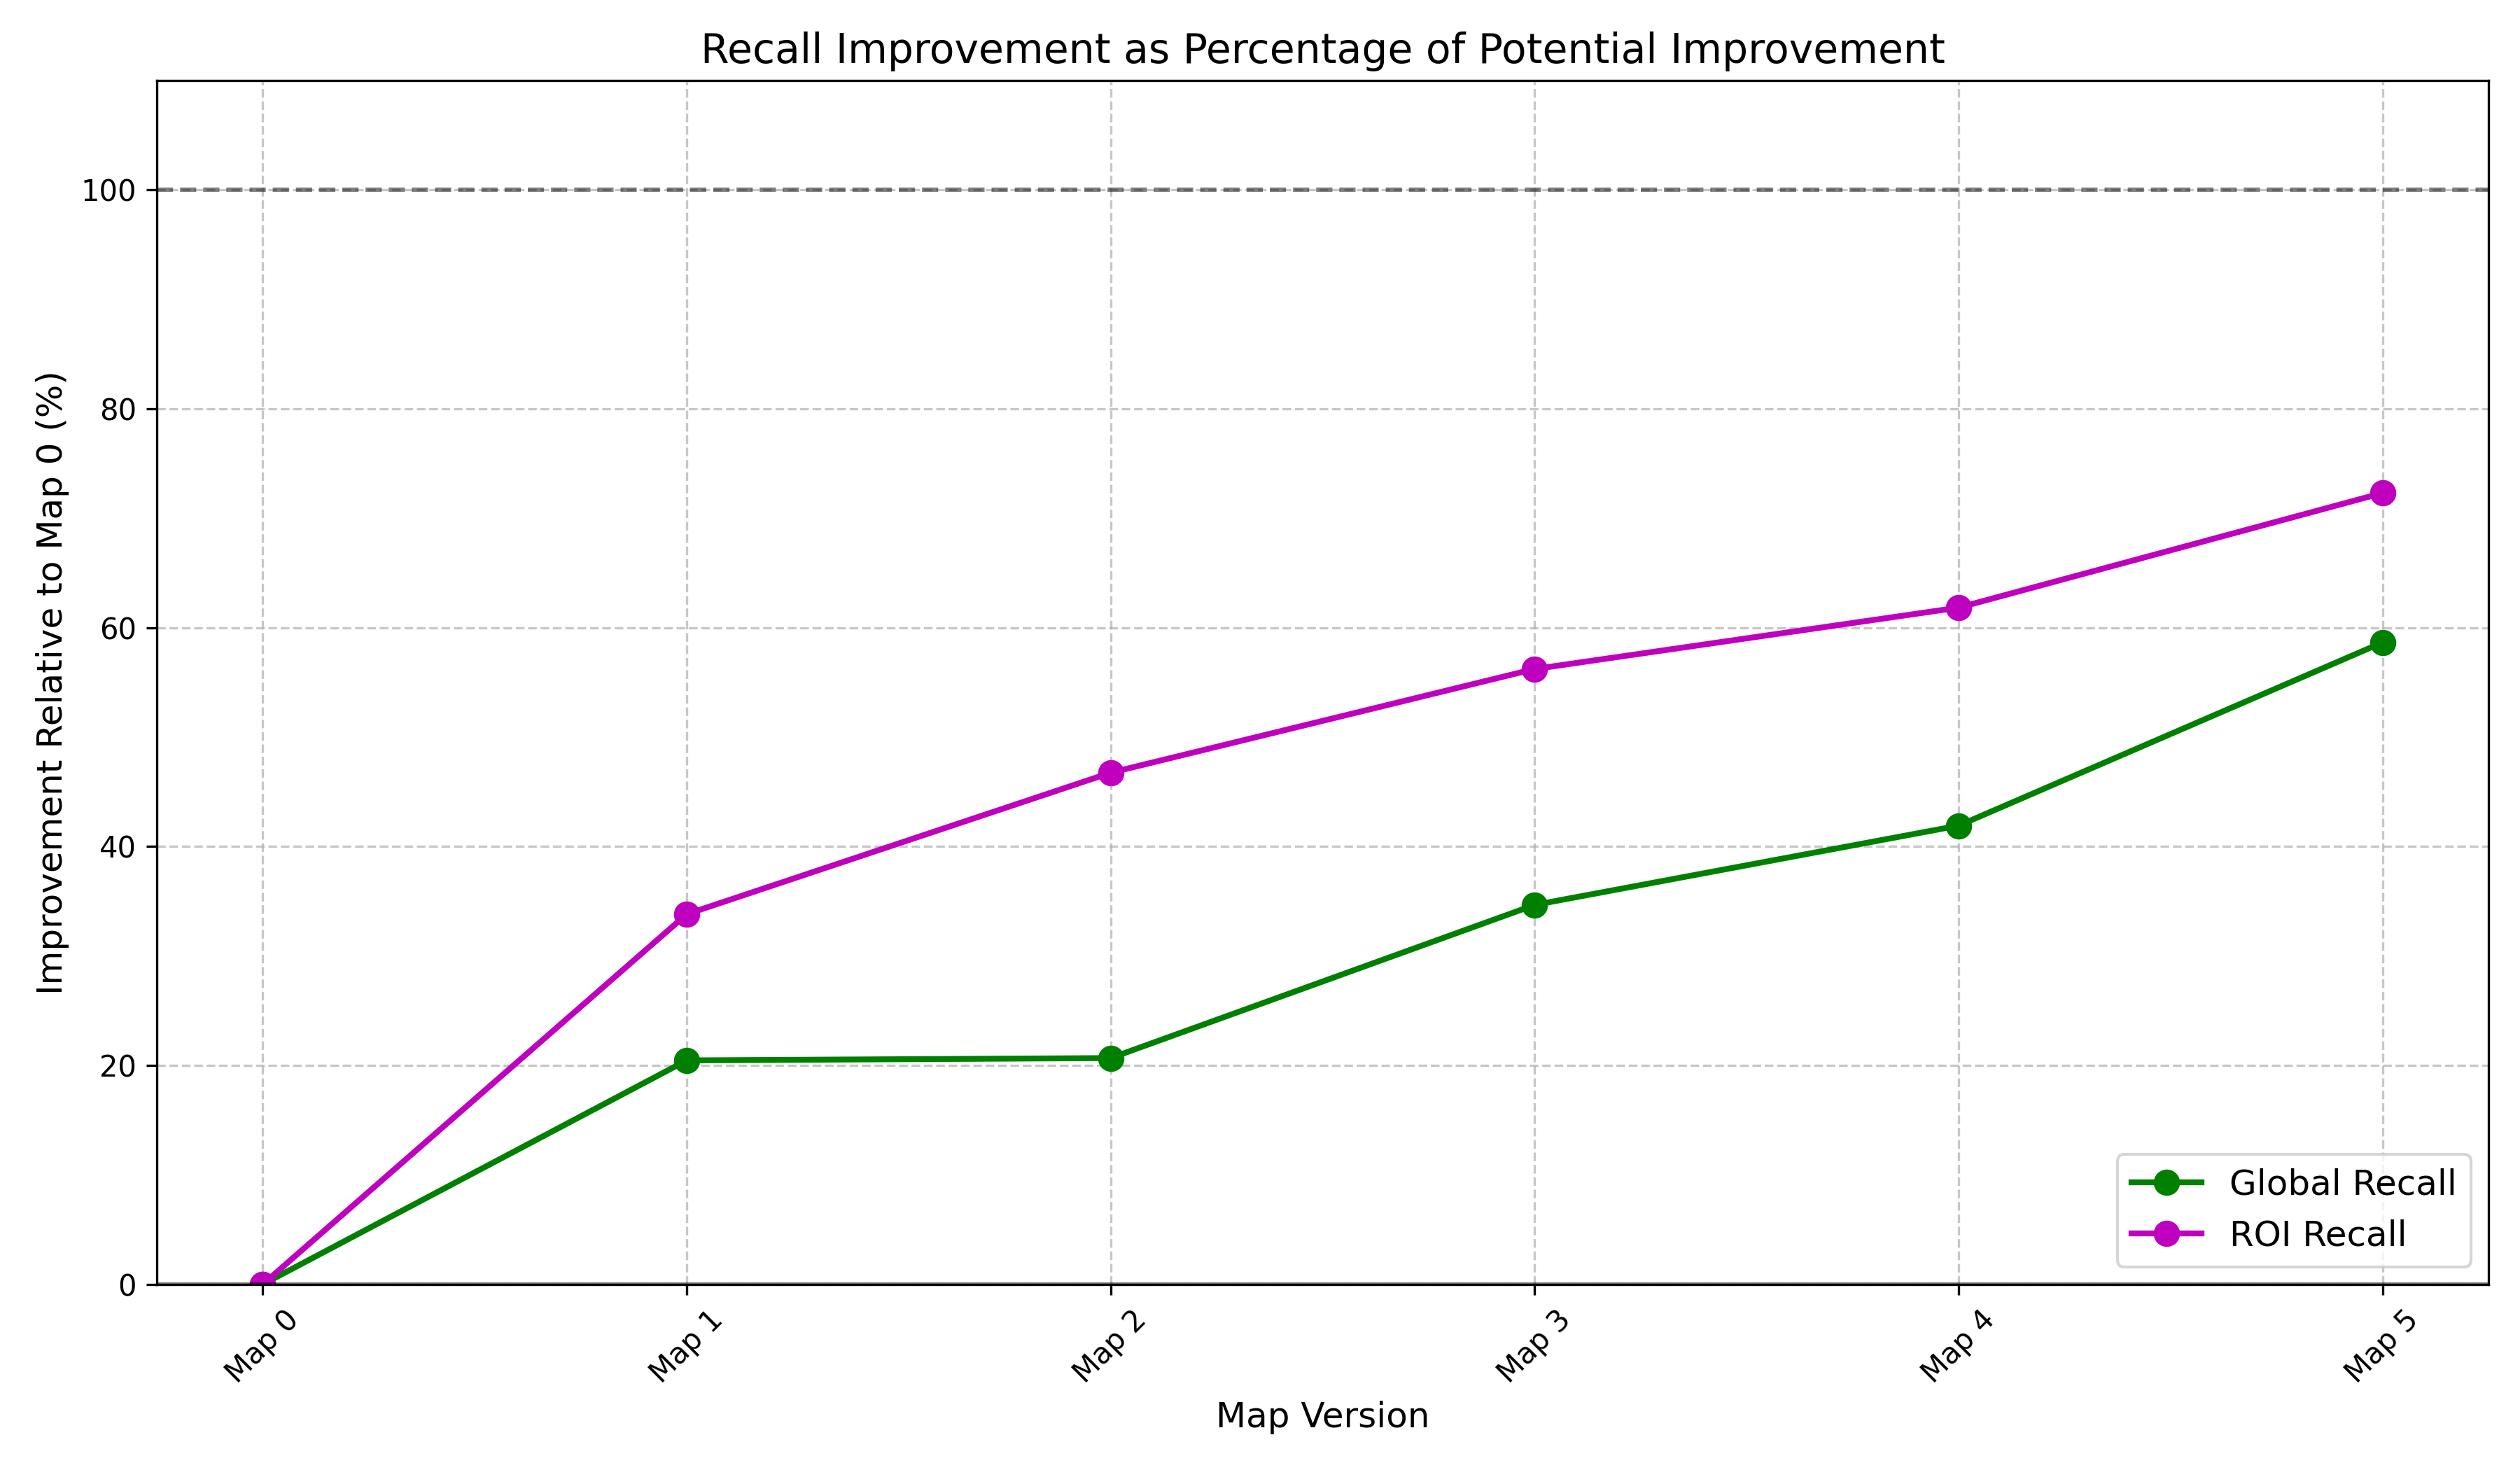 Recall Improvement as Percentage of Potential Improvement
Improvement Relative to Map 0 (%)
100
80
60
40
20
0
Global Recall
ROI Recall
Map 0
Map 1
Map 2
Map 3
Map 4
Map 5
Map Version